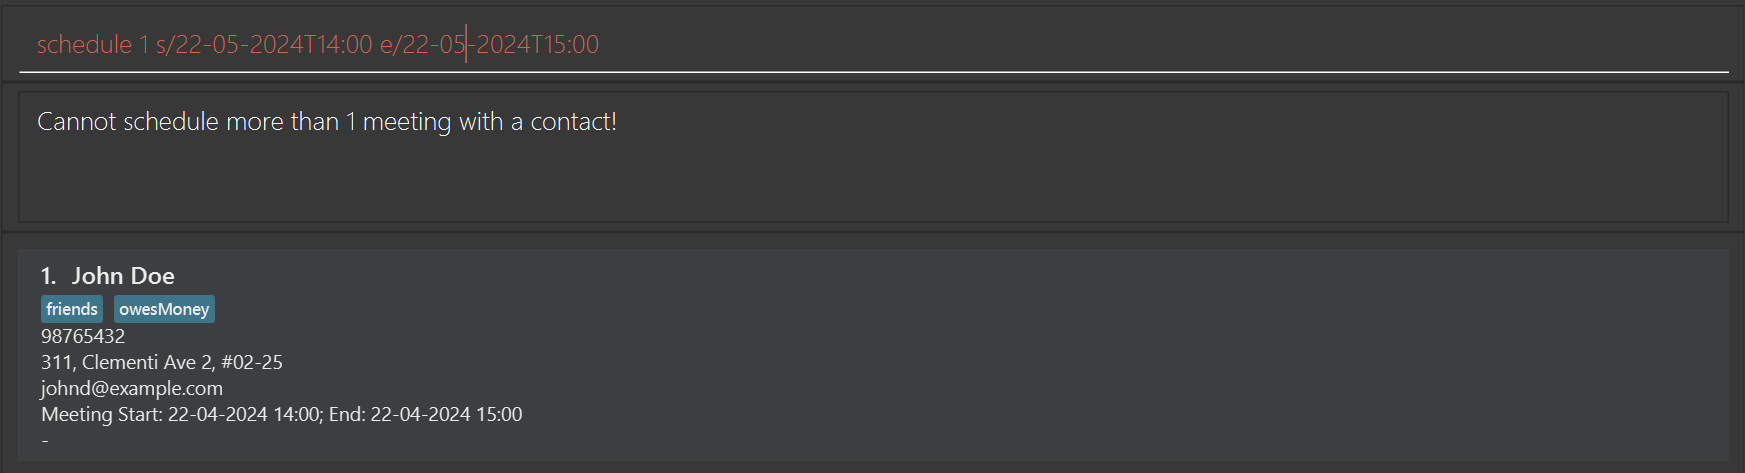 schedule 1 s/22-05-2024T14:00 e/22-05-2024T15:00
Cannot schedule more than 1 meeting with a contact!
1. John Doe
friends owesMoney
98765432
311, Clementi Ave 2, #02-25
johnd@example.com
Meeting Start: 22-04-2024 14:00; End: 22-04-2024 15:00
-